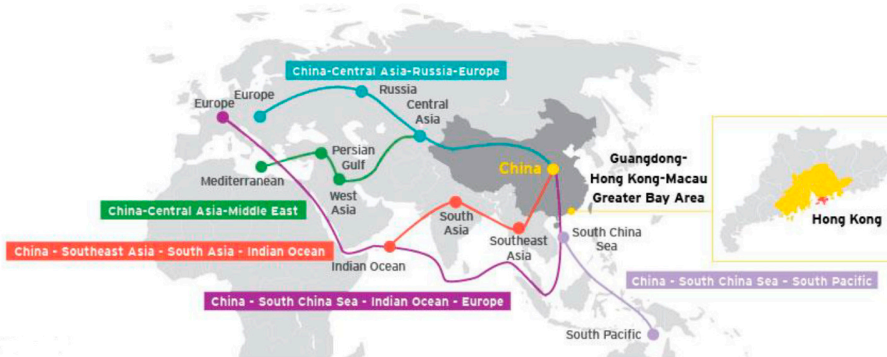 China-Central Asia-Russia-Europe
Europe
Europe
Russia
Central
Asia
Persian
Gulf
Mediterranean
West
Asia
China
Guangdong-
Hong Kong-Macau
Greater Bay Area
Hong Kong
China-Central Asia-Middle East
South
Asia
Southeast
Asia
South China
Sea
China - Southeast Asia - South Asia - Indian Ocean
Indian Ocean
China - South China Sea - South Pacific
China - South China Sea - Indian Ocean - Europe
South Pacific